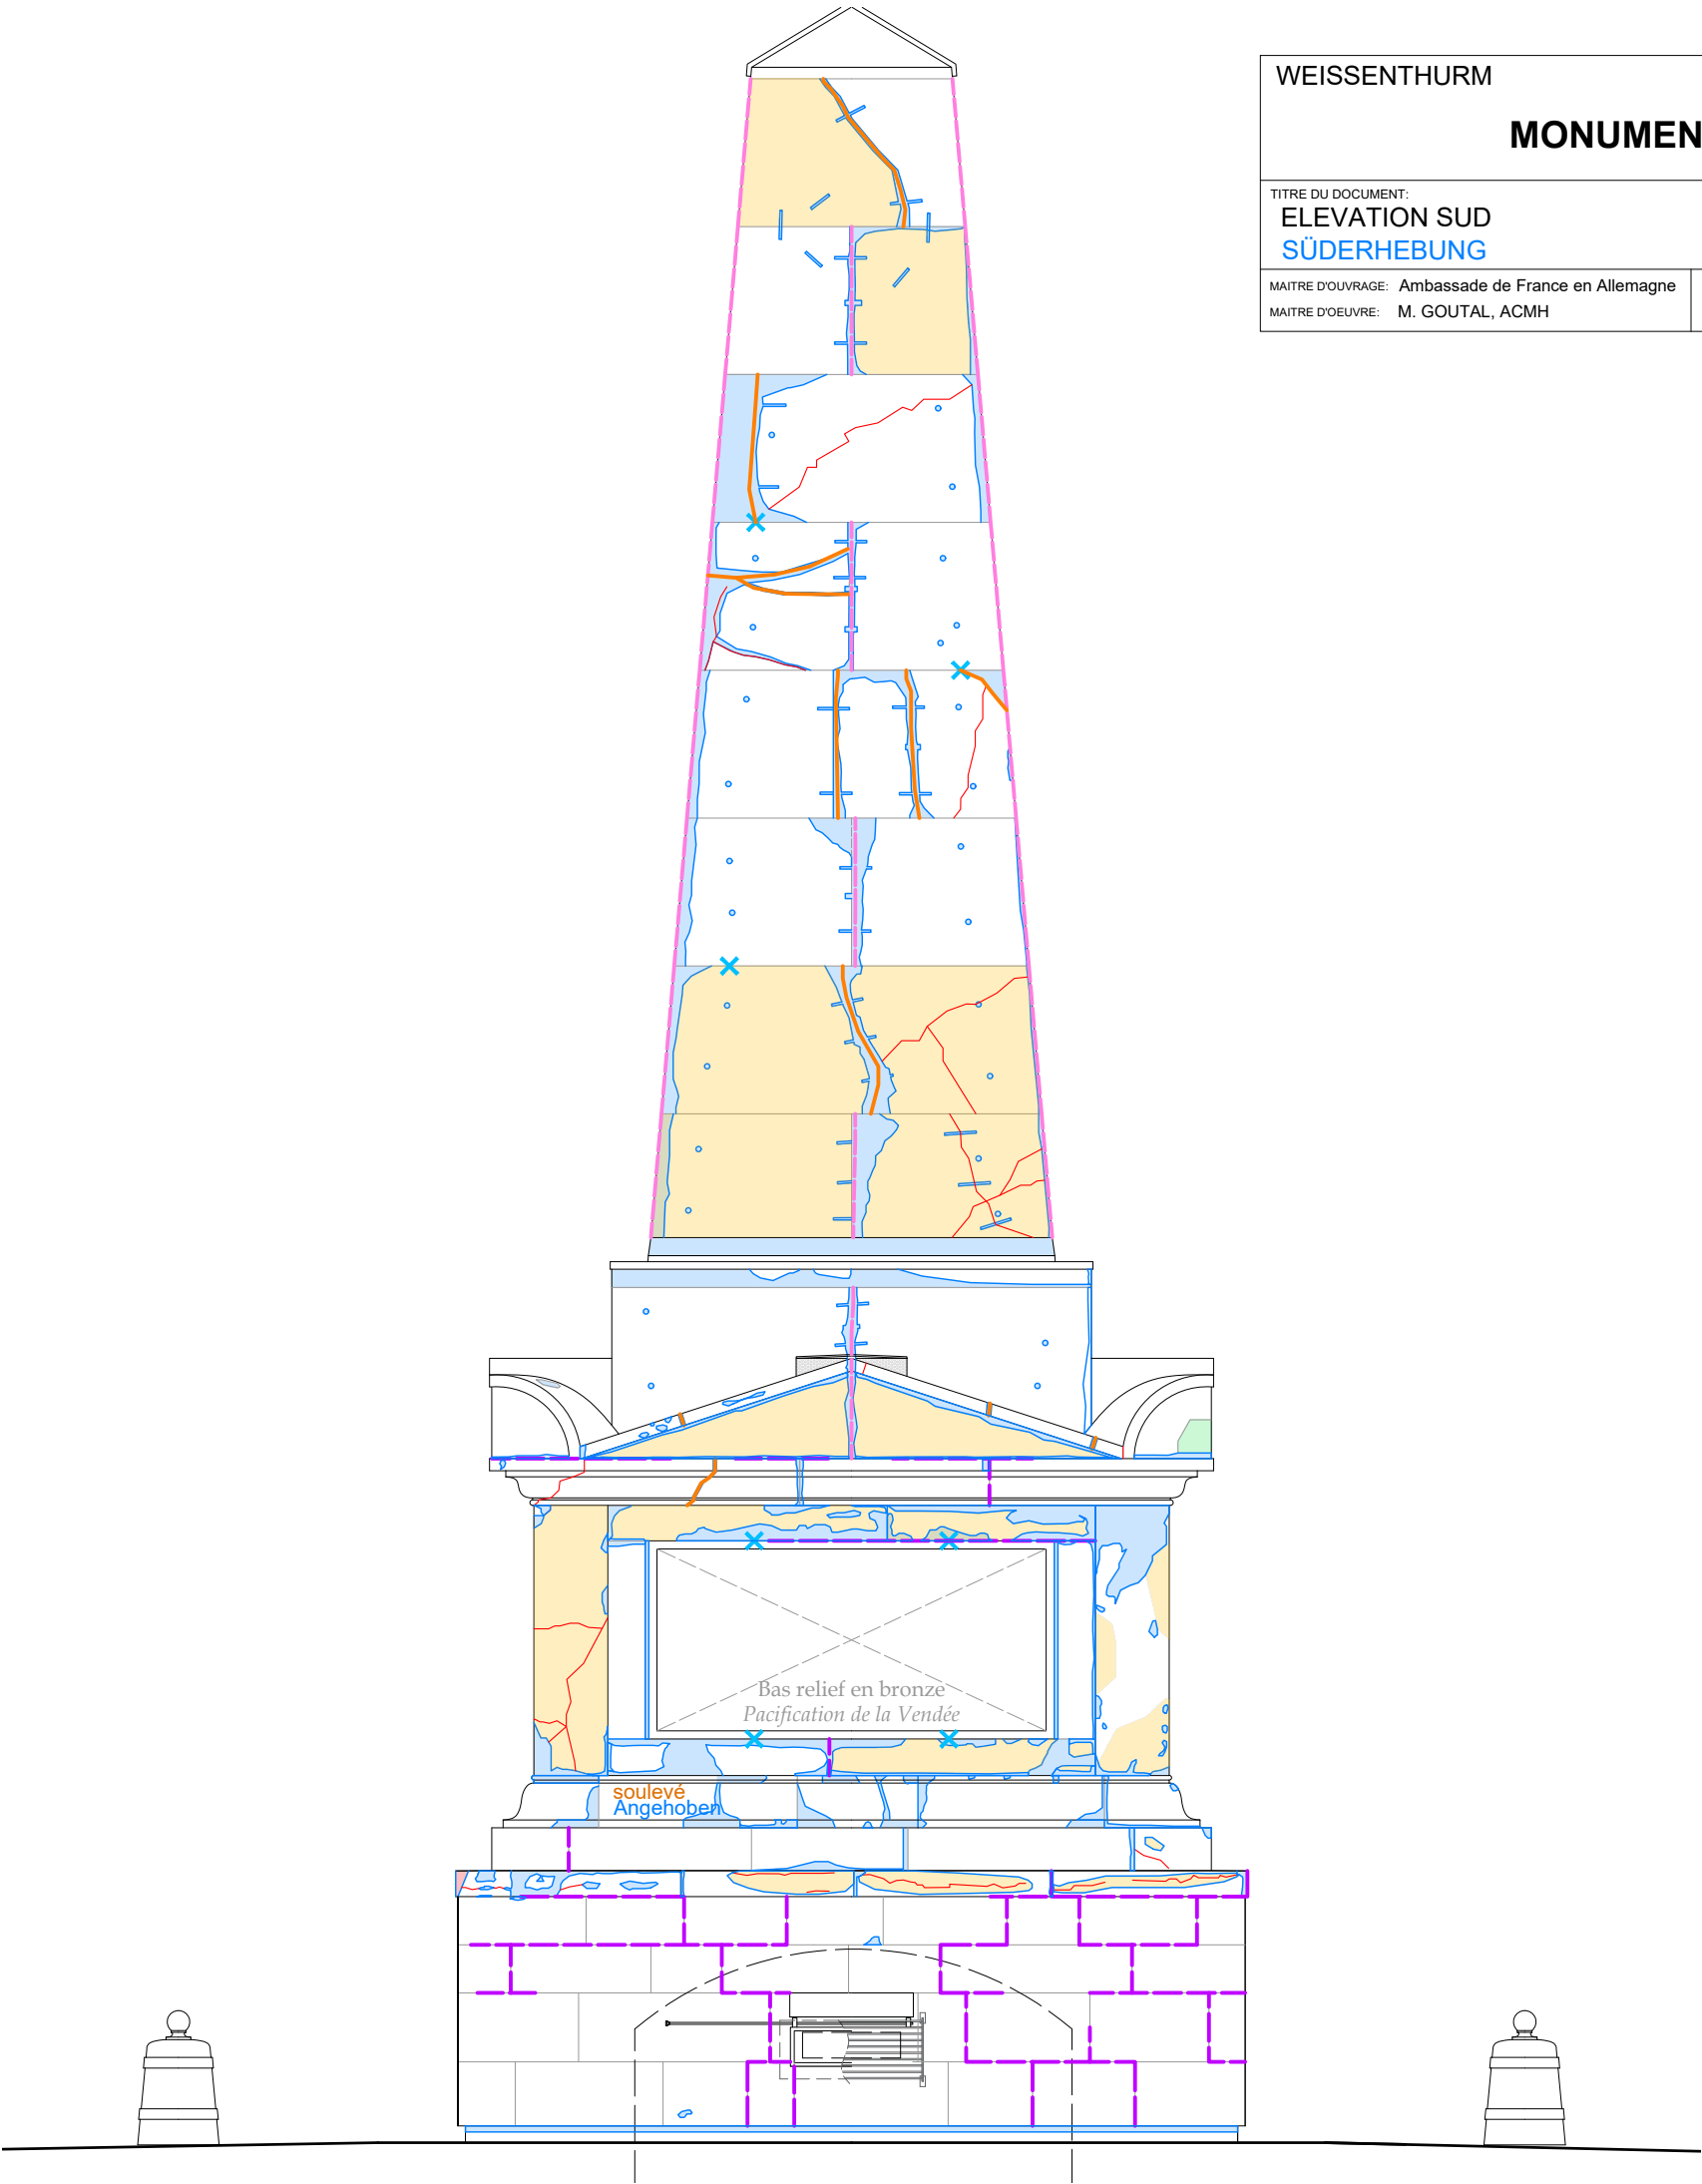 WEISSENTHURM
MONUMEN
TITRE DU DOCUMENT:
ELEVATION SUD
SÜDERHEBUNG
MAITRE D'OUVRAGE: Ambassade de France en Allemagne
MAITRE D'OEUVRE: M. GOUTAL, ACMH
Bas relief en bronze
Pacification de la Vendée
soulevé
Angehoben